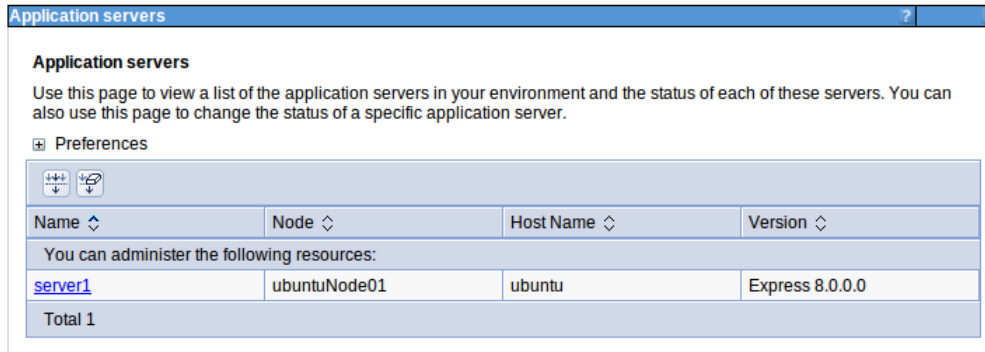 Application servers ?
Application servers
Use this page to view a list of the application servers in your environment and the status of each of these servers. You can
also use this page to change the status of a specific application server.
Preferences
Name Node Host Name Version
You can administer the following resources:
server1 ubuntuNode01 ubuntu Express 8.0.0.0
Total 1